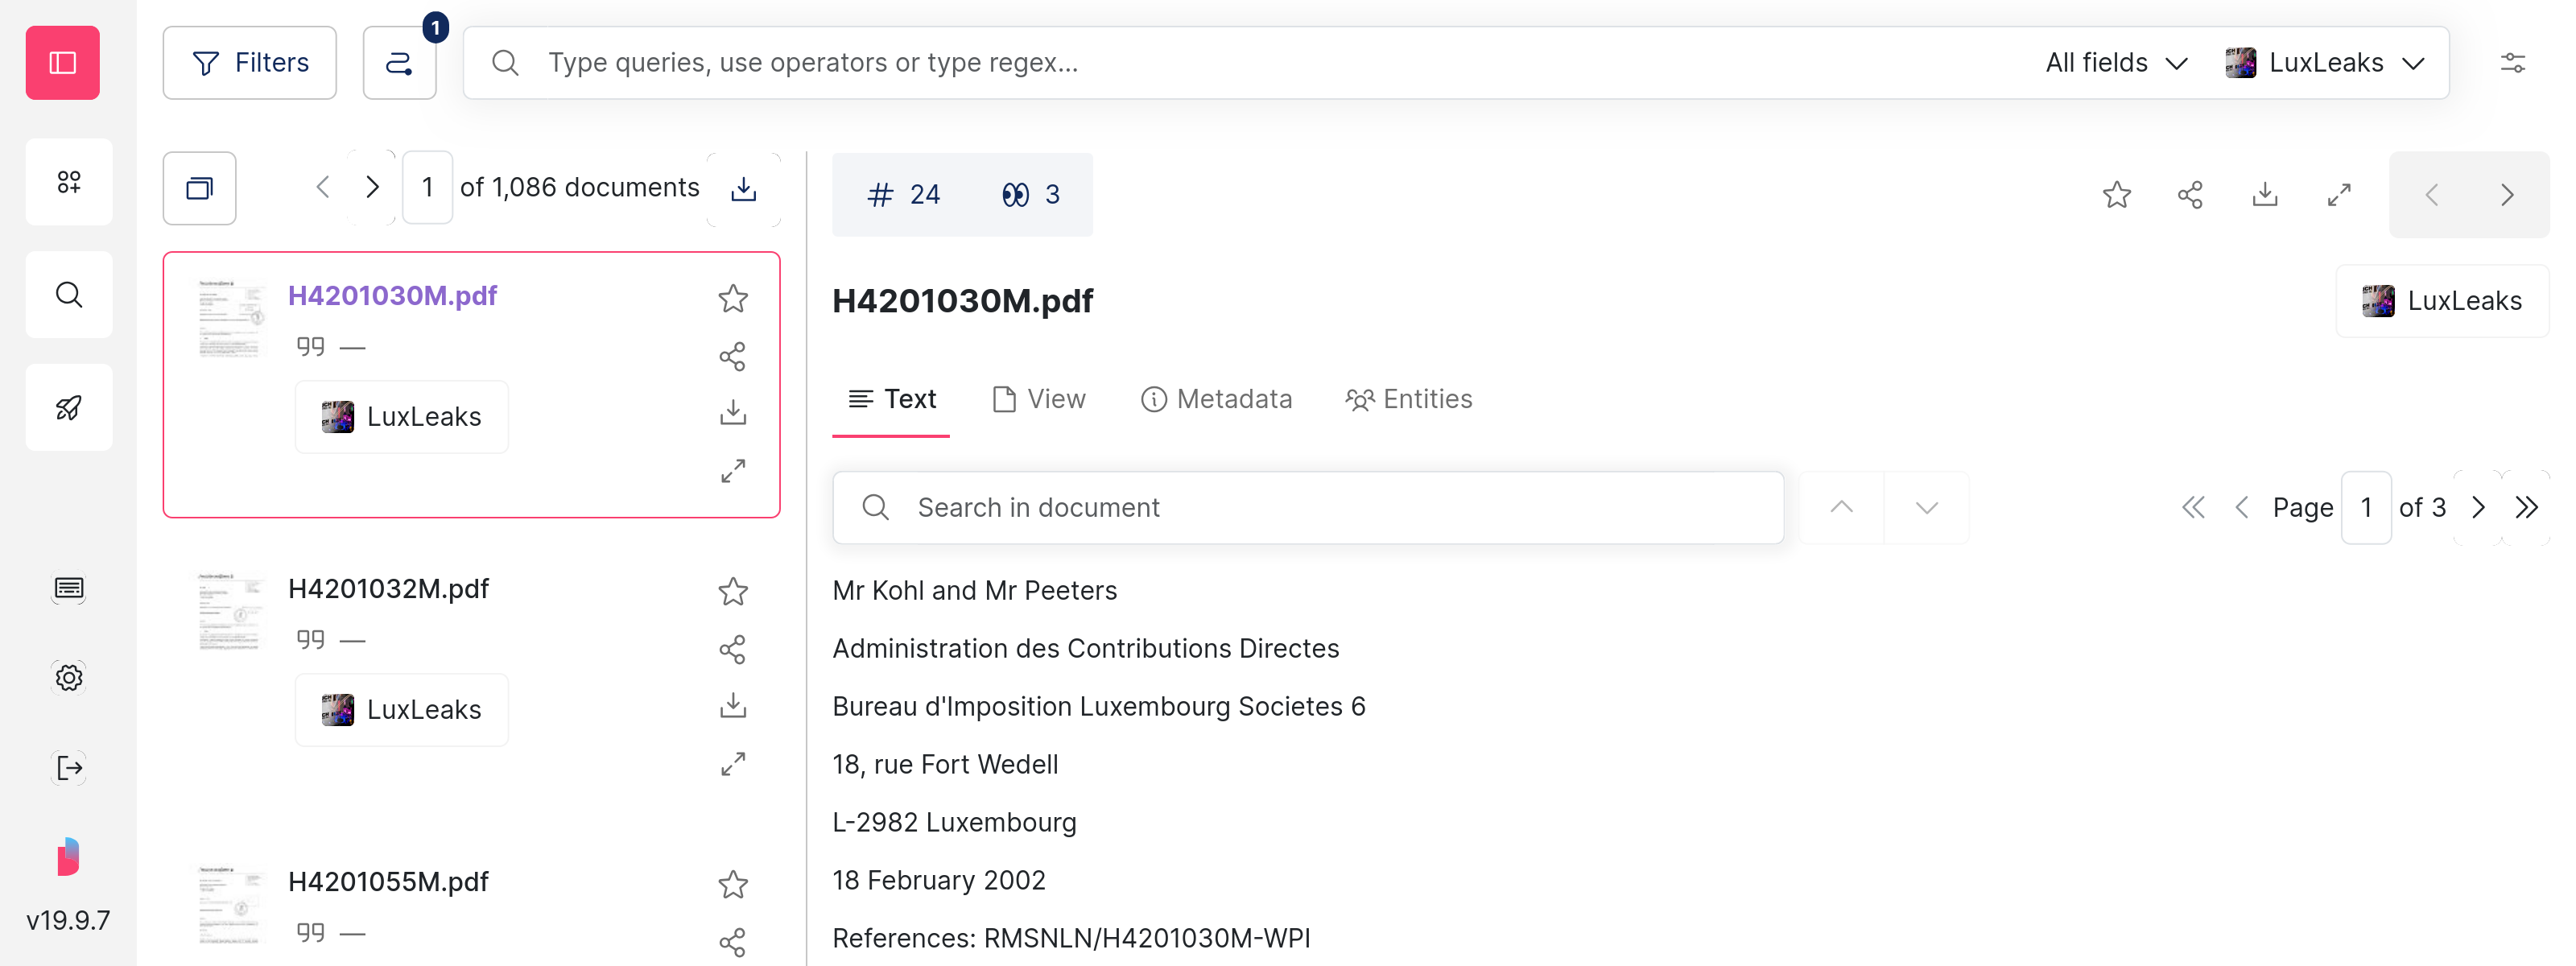 1
Filters
Type queries, use operators or type regex...
All fields
LuxLeaks
1 of 1,086 documents
24
3
H4201030M.pdf
—
LuxLeaks
H4201032M.pdf
—
LuxLeaks
H4201055M.pdf
—
v19.9.7
H4201030M.pdf
LuxLeaks
Text
View
Metadata
Entities
Search in document
Page 1 of 3
Mr Kohl and Mr Peeters
Administration des Contributions Directes
Bureau d'Imposition Luxembourg Societes 6
18, rue Fort Wedell
L-2982 Luxembourg
18 February 2002
References: RMSNLN/H4201030M-WPI